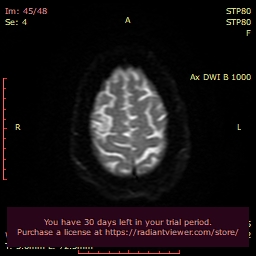 Im: 45/48
Se: 4
A
STP80
STP80
F
Ax DWI B 1000
R
L
You have 30 days left in your trial period.
Purchase a license at https://radiantviewer.com/store/